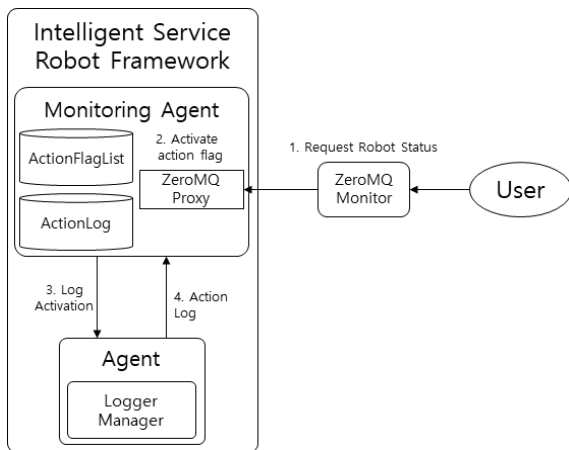 Intelligent Service
Robot Framework
Monitoring Agent
ActionFlagList
ActionLog
2. Activate
action flag
ZeroMQ
Proxy
1. Request Robot Status
ZeroMQ
Monitor
User
3. Log
Activation
4. Action
Log
Agent
Logger
Manager